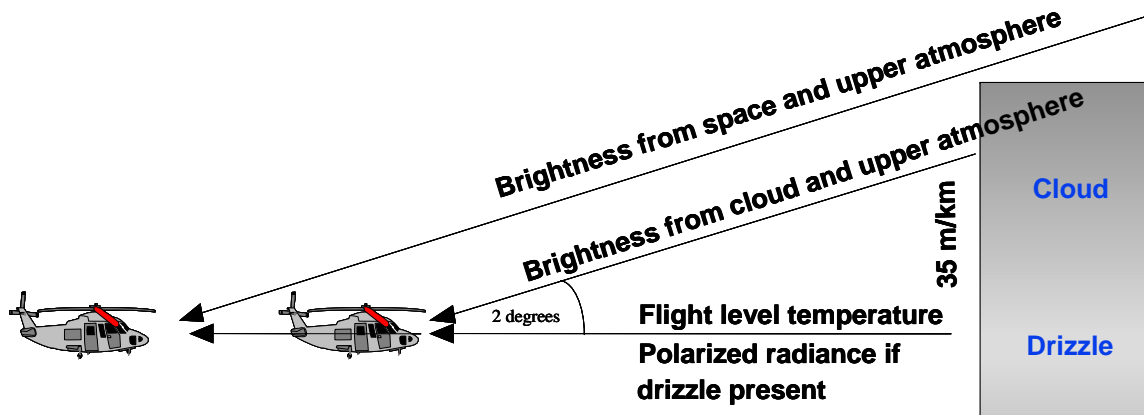 Brightness from space and upper atmosphere
Brightness from cloud and upper atmosphere
Cloud
35 m/km
2 degrees
Flight level temperature
Polarized radiance if
drizzle present
Drizzle